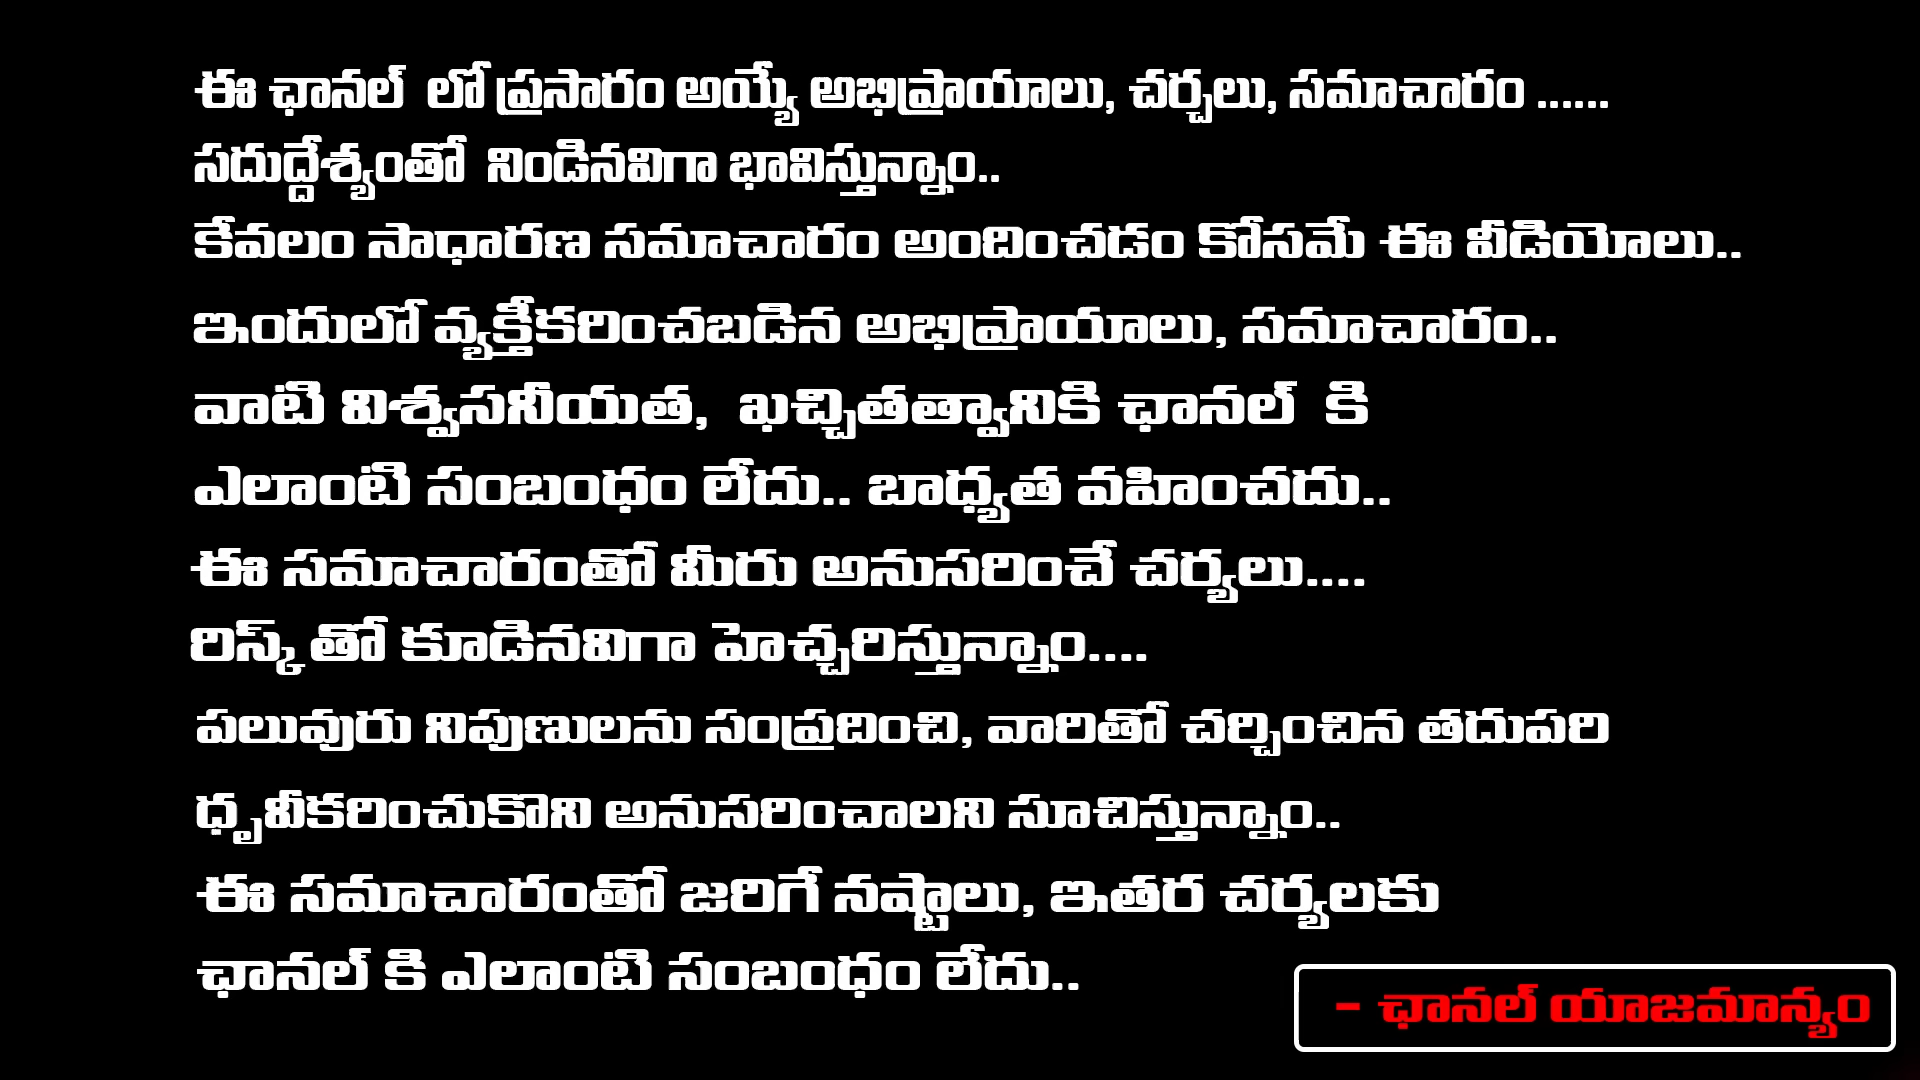 ఈ ఛానల్ లో ప్రసారం అయ్యే అభిప్రాయాలు, చర్చలు, సమాచారం ......
సదుద్దేశ్యంతో నిండినవిగా భావిస్తున్నాం..
కేవలం సాధారణ సమాచారం అందించడం కోసమే ఈ వీడియోలు..
ఇందులో వ్యక్తీకరించబడిన అభిప్రాయాలు, సమాచారం..
వాటి విశ్వసనీయత, ఖచ్చితత్వానికి ఛానల్ కి
ఎలాంటి సంబంధం లేదు.. బాధ్యత వహించదు..
ఈ సమాచారంతో మీరు అనుసరించే చర్యలు....
రిస్క్ తో కూడినవిగా హెచ్చరిస్తున్నాం....
పలువురు నిపుణులను సంప్రదించి, వారితో చర్చించిన తదుపరి
ధృవీకరించుకొని అనుసరించాలని సూచిస్తున్నాం..
ఈ సమాచారంతో జరిగే నష్టాలు, ఇతర చర్యలకు
ఛానల్ కి ఎలాంటి సంబంధం లేదు..
- ఛానల్ యాజమాన్యం